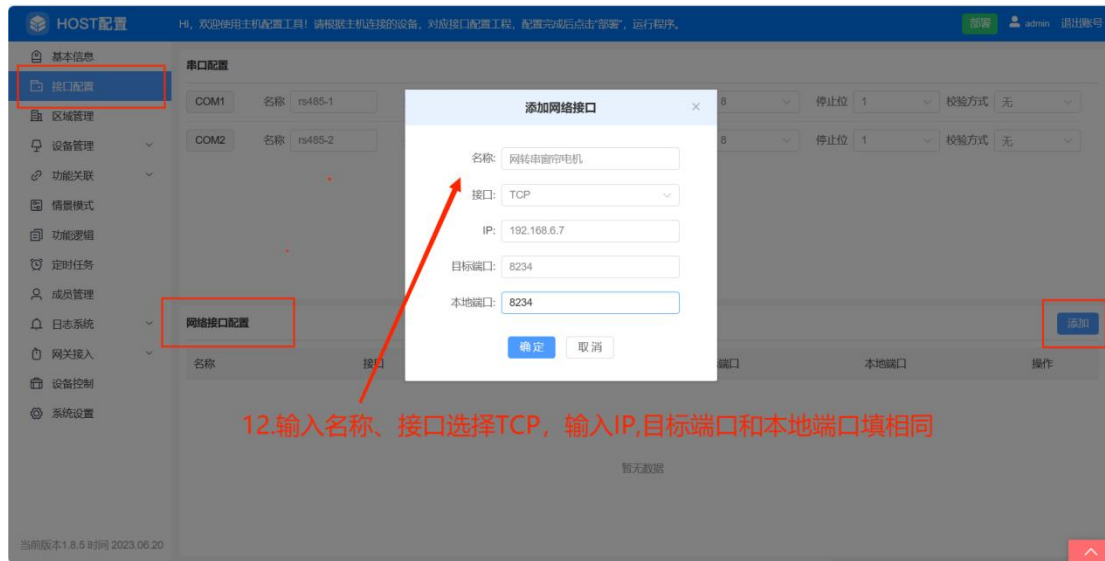 HOST配置
Hi，欢迎使用主机配置工具！请根据主机连接的设备，对应接口配置工程，配置完成后点击“部署”，运行程序。
部署
admin
退出账号
基本信息
接口配置
区域管理
设备管理
功能关联
情景模式
功能逻辑
定时任务
成员管理
日志系统
网关接入
设备控制
系统设置
当前版本1.8.5 时间 2023.06.20
串口配置
COM1 名称 rs485-1 8 停止位 1 校验方式 无
COM2 名称 rs485-2 8 停止位 1 校验方式 无
添加网络接口
名称: 网转串窗帘电机
接口: TCP
IP: 192.168.6.7
目标端口: 8234
本地端口: 8234
确定 取消
网络接口配置
添加
名称 接口 端口 本地端口 操作
12.输入名称、接口选择TCP，输入IP,目标端口和本地端口填相同
暂无数据